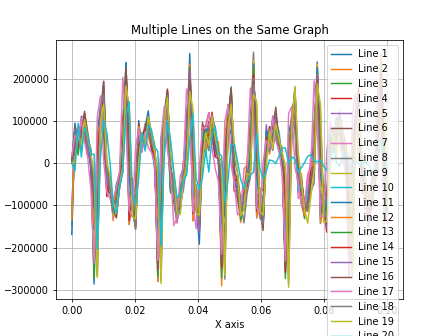 Multiple Lines on the Same Graph
200000
100000
0
−100000
−200000
−300000
0.00
0.02
0.04
0.06
X axis
Line 1
Line 2
Line 3
Line 4
Line 5
Line 6
Line 7
Line 8
Line 9
Line 10
Line 11
Line 12
Line 13
Line 14
Line 15
Line 16
Line 17
Line 18
Line 19
Line 20